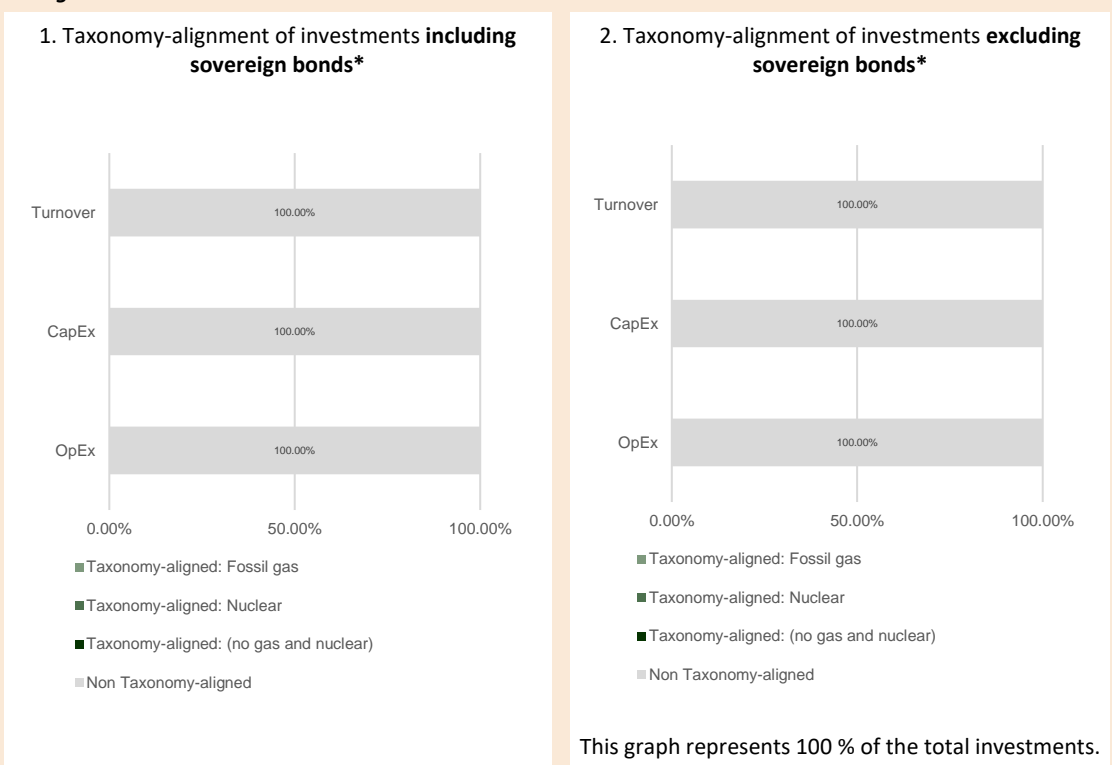 1. Taxonomy-alignment of investments including
sovereign bonds*
Turnover
100.00%
CapEx
100.00%
OpEx
100.00%
0.00% 50.00% 100.00%
Taxonomy-aligned: Fossil gas
Taxonomy-aligned: Nuclear
Taxonomy-aligned: (no gas and nuclear)
Non Taxonomy-aligned
2. Taxonomy-alignment of investments excluding
sovereign bonds*
Turnover
100.00%
CapEx
100.00%
OpEx
100.00%
0.00% 50.00% 100.00%
Taxonomy-aligned: Fossil gas
Taxonomy-aligned: Nuclear
Taxonomy-aligned: (no gas and nuclear)
Non Taxonomy-aligned
This graph represents 100 % of the total investments.